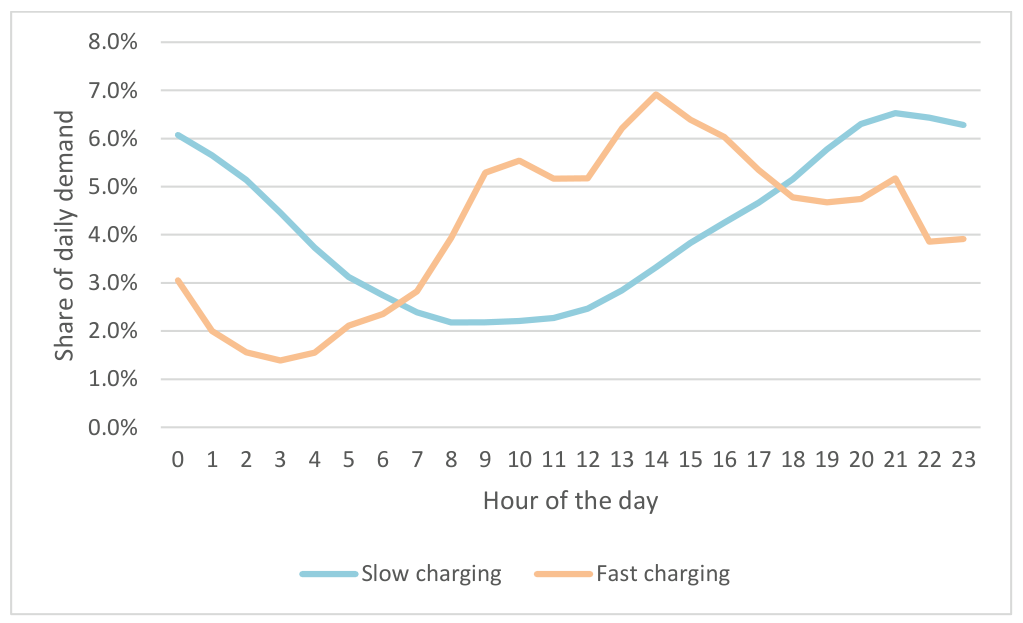 8.0%
7.0%
6.0%
5.0%
4.0%
3.0%
2.0%
1.0%
0.0%
Share of daily demand
0 1 2 3 4 5 6 7 8 9 10 11 12 13 14 15 16 17 18 19 20 21 22 23
Hour of the day
Slow charging Fast charging